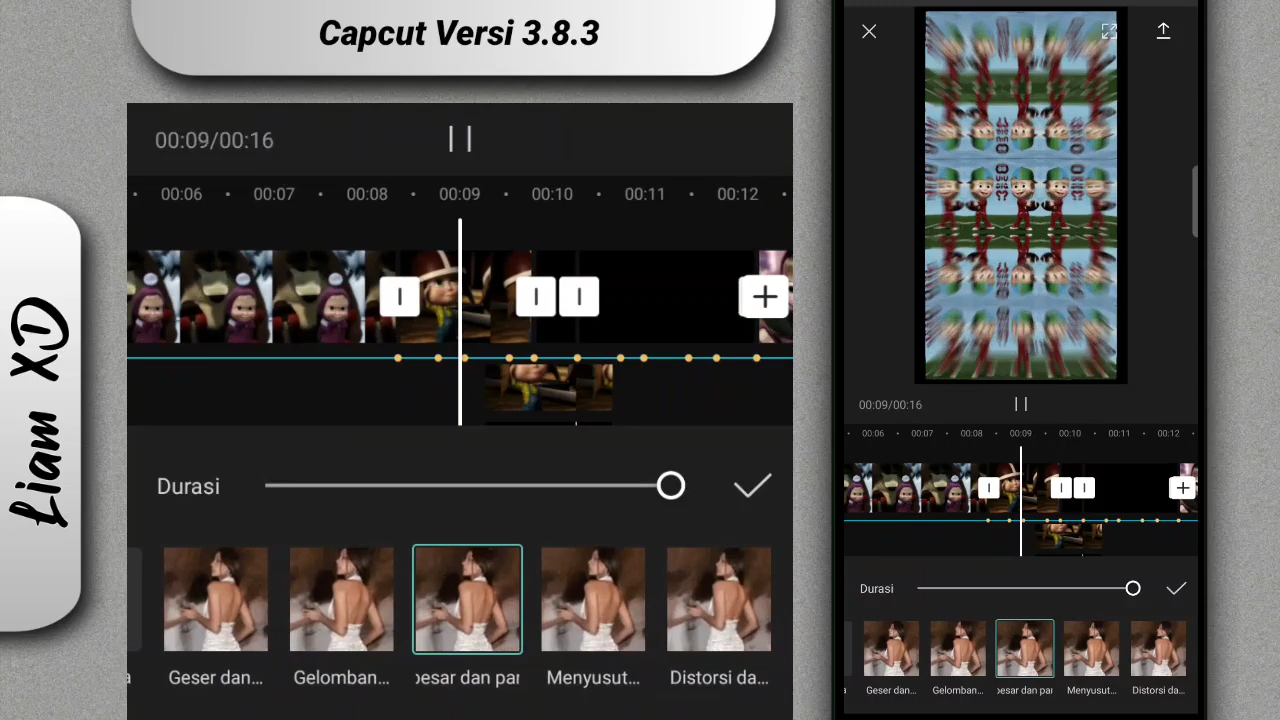 Capcut Versi 3.8.3
Liam XD
00:09/00:16
00:06 00:07 00:08 00:09 00:10 00:11 00:12
Durasi
Geser dan... Gelomban... besar dan par Menyusut... Distorsi da...
00:09/00:16
00:06 00:07 00:08 00:09 00:10 00:11 00:12
Durasi
Geser dan... Gelomban... besar dan par Menyusut... Distorsi da...